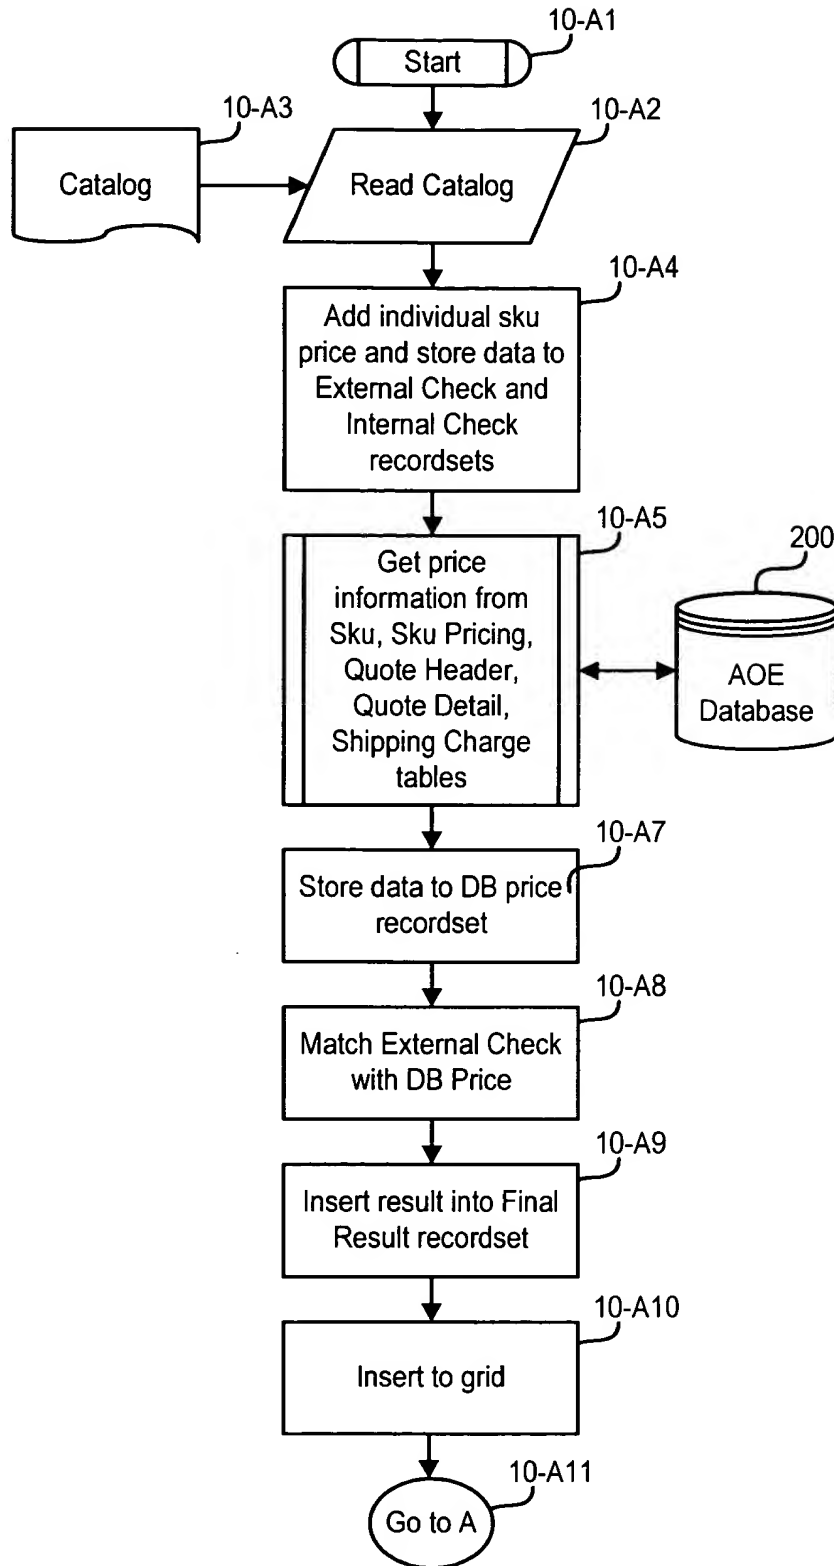 10-A1
Start
10-A3
10-A2
Catalog
Read Catalog
10-A4
Add individual sku
price and store data to
External Check and
Internal Check
recordsets
10-A5
200
Get price
information from
Sku, Sku Pricing,
Quote Header,
Quote Detail,
Shipping Charge
tables
AOE
Database
10-A7
Store data to DB price
recordset
10-A8
Match External Check
with DB Price
10-A9
Insert result into Final
Result recordset
10-A10
Insert to grid
10-A11
Go to A